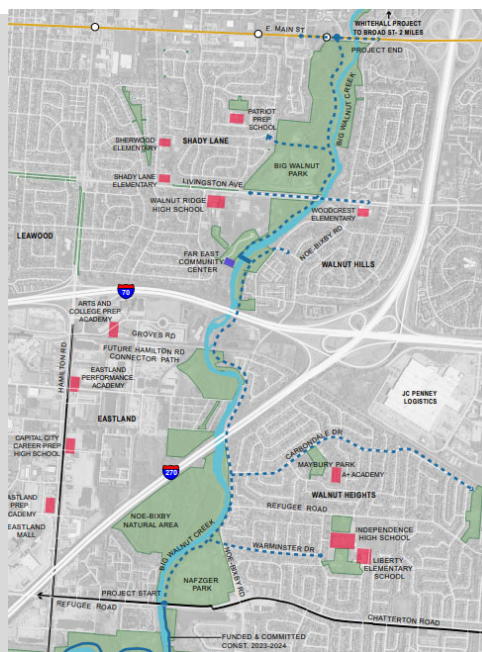 WHITEHALL PROJECT
TO BROAD ST- 2 MILES
E. MAIN ST
PROJECT END
BIG WALNUT CREEK
PATRIOT
PREP
SCHOOL
SHERWOOD
ELEMENTARY
SHADY LANE
BIG WALNUT
PARK
SHADY LANE
ELEMENTARY
LIVINGSTON AVE
WALNUT RIDGE
HIGH SCHOOL
WOODCREST
ELEMENTARY
LEAWOOD
NOE-BIXBY RD
FAR EAST
COMMUNITY
CENTER
WALNUT HILLS
70
ARTS AND
COLLEGE PREP
ACADEMY
GROVES RD
HAMILTON RD
FUTURE HAMILTON RD
CONNECTOR PATH
EASTLAND
PERFORMANCE
ACADEMY
JC PENNEY
LOGISTICS
EASTLAND
CARBONDALE DR
CAPITAL CITY
CAREER PREP
HIGH SCHOOL
270
MAYBURY PARK
A+ ACADEMY
WALNUT HEIGHTS
ASTLAND
PREP
CADEMY
EASTLAND
MALL
NOE-BIXBY
NATURAL AREA
REFUGEE ROAD
INDEPENDENCE
HIGH SCHOOL
BIG WALNUT CREEK
WARMINSTER DR
NOE-BIXBY RD
LIBERTY
ELEMENTARY
SCHOOL
NAFZGER
PARK
PROJECT START
REFUGEE ROAD
CHATTERTON ROAD
FUNDED & COMMITTED
CONST. 2023-2024